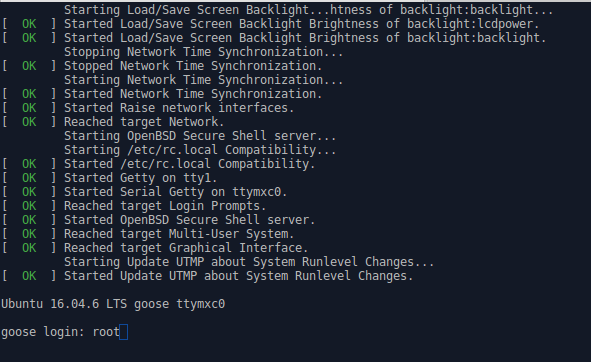 Starting Load/Save Screen Backlight...htness of backlight:backlight...
[  OK  ] Started Load/Save Screen Backlight Brightness of backlight:lcdpower.
[  OK  ] Started Load/Save Screen Backlight Brightness of backlight:backlight.
Stopping Network Time Synchronization...
[  OK  ] Stopped Network Time Synchronization.
Starting Network Time Synchronization...
[  OK  ] Started Network Time Synchronization.
[  OK  ] Started Raise network interfaces.
[  OK  ] Reached target Network.
Starting OpenBSD Secure Shell server...
Starting /etc/rc.local Compatibility...
[  OK  ] Started /etc/rc.local Compatibility.
[  OK  ] Started Getty on tty1.
[  OK  ] Started Serial Getty on ttymxc0.
[  OK  ] Reached target Login Prompts.
[  OK  ] Started OpenBSD Secure Shell server.
[  OK  ] Reached target Multi-User System.
[  OK  ] Reached target Graphical Interface.
Starting Update UTMP about System Runlevel Changes...
[  OK  ] Started Update UTMP about System Runlevel Changes.
Ubuntu 16.04.6 LTS goose ttymxc0
goose login: root